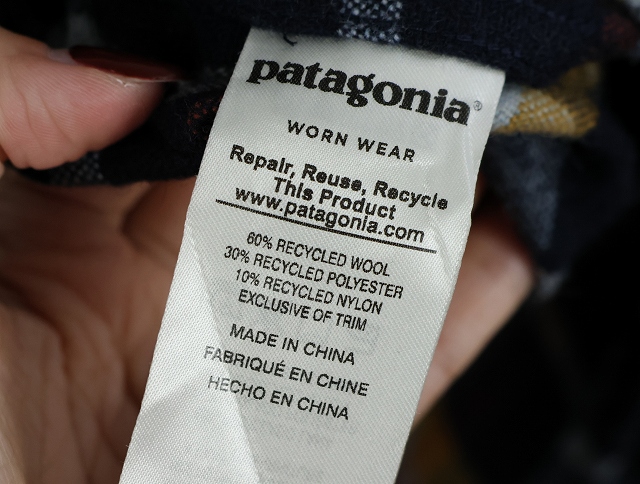 patagonia®
WORN WEAR
Repair, Reuse, Recycle
This Product
www.patagonia.com
60% RECYCLED WOOL
30% RECYCLED POLYESTER
10% RECYCLED NYLON
EXCLUSIVE OF TRIM
MADE IN CHINA
FABRIQUÉ EN CHINE
HECHO EN CHINA